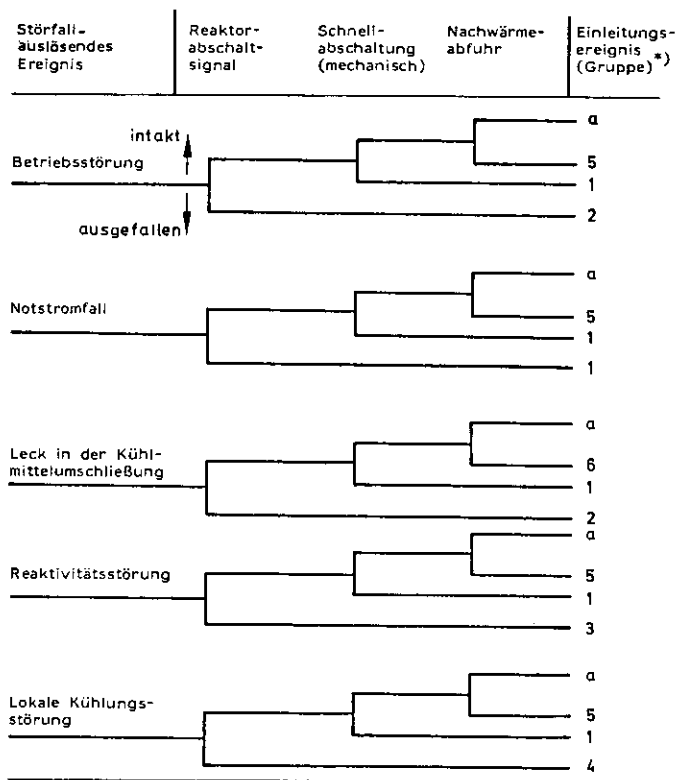 Störfall-
auslösendes
Ereignis
Reaktor-
abschalt-
signal
Schnell-
abschaltung
(mechanisch)
Nachwärme-
abfuhr
Einleitungs-
ereignis
(Gruppe)*)
Betriebsstörung
intakt
ausgefallen
a
5
1
2
Notstromfall
a
5
1
1
Leck in der Kühl-
mittelumschließung
a
6
1
2
Reaktivitätsstörung
a
5
1
3
Lokale Kühlungs-
störung
a
5
1
4